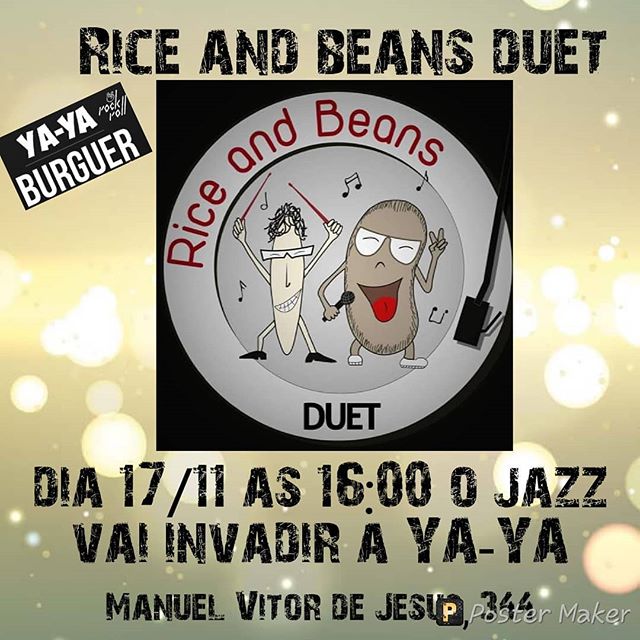 RICE AND BEANS DUET
YA-YA
rock
roll
BURGUER
Rice and Beans
DUET
DIA 17/11 AS 16:00 O JAZZ
VAI INVADIR A YA-YA
MANUEL VITOR DE JESUS, 344
P Poster Maker